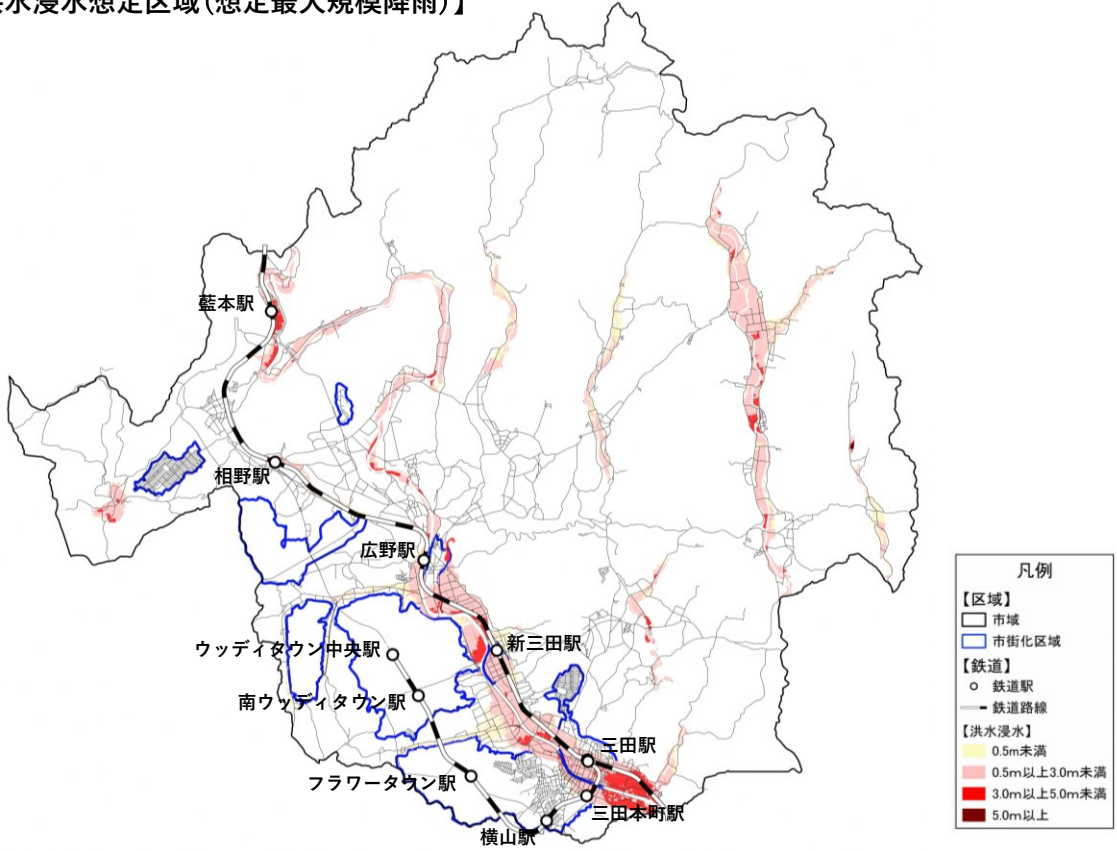 水浸水想定区域(想定最大規模降雨)】
藍本駅
相野駅
広野駅
ウッディタウン中央駅
新三田駅
南ウッディタウン駅
三田駅
フラワータウン駅
三田本町駅
横山駅
凡例
【区域】
市域
市街化区域
【鉄道】
鉄道駅
鉄道路線
【洪水浸水】
0.5m未満
0.5m以上3.0m未満
3.0m以上5.0m未満
5.0m以上